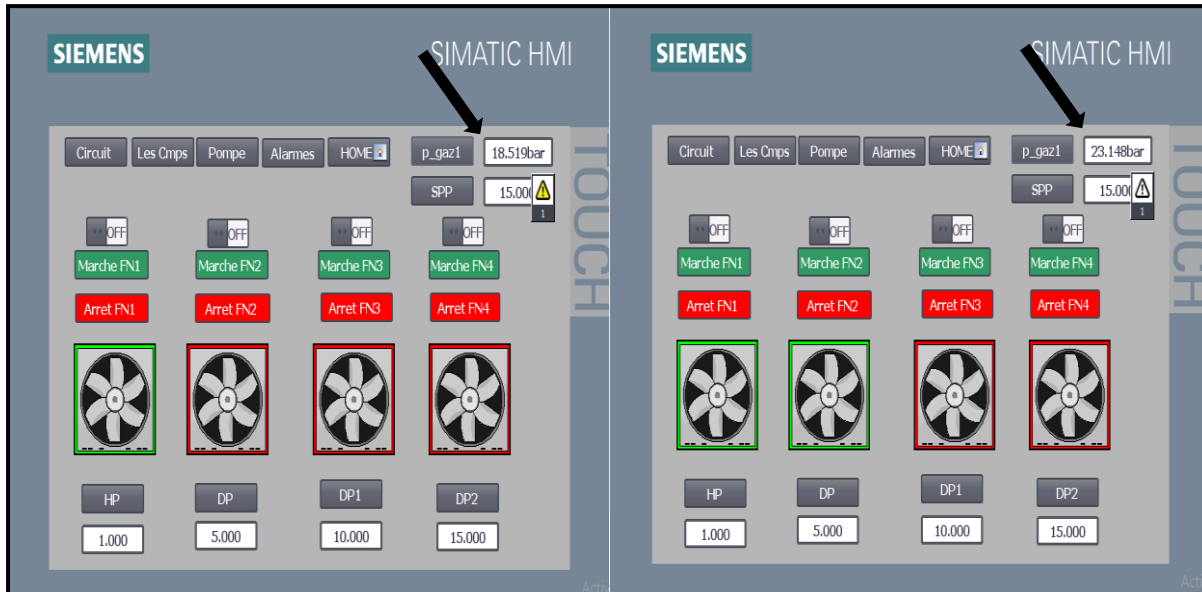 SIEMENS
SIMATIC HMI
TOUCH
Circuit Les Cmps Pompe Alarmes HOME p_gaz1 18.519bar
SPP 15.000
1
OFF OFF OFF OFF
Marche FN1 Marche FN2 Marche FN3 Marche FN4
Arret FN1 Arret FN2 Arret FN3 Arret FN4
HP DP DP1 DP2
1.000 5.000 10.000 15.000
SIEMENS
SIMATIC HMI
TOUCH
Circuit Les Cmps Pompe Alarmes HOME p_gaz1 23.148bar
SPP 15.000
1
OFF OFF OFF OFF
Marche FN1 Marche FN2 Marche FN3 Marche FN4
Arret FN1 Arret FN2 Arret FN3 Arret FN4
HP DP DP1 DP2
1.000 5.000 10.000 15.000